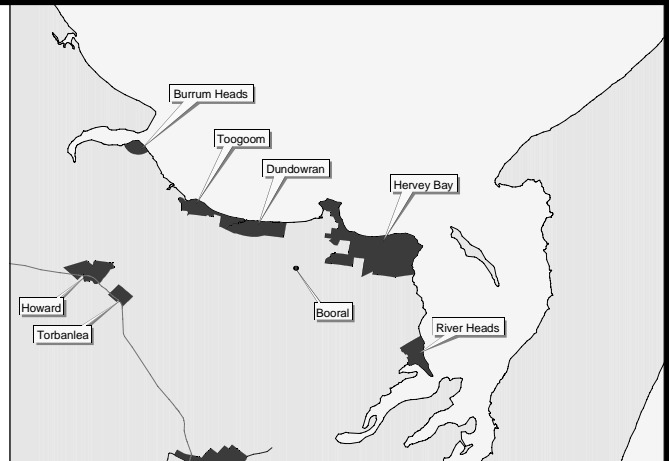 Burrum Heads
Toogoom
Dundowran
Hervey Bay
Howard
Booral
Torbanlea
River Heads